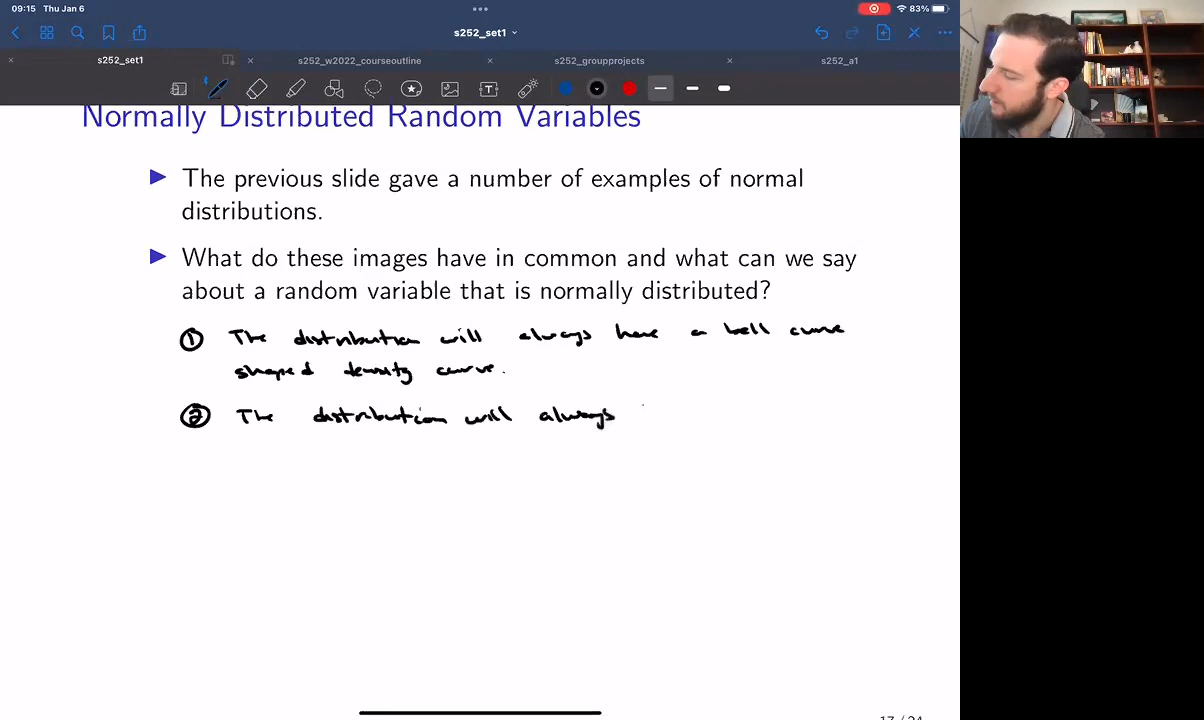 09:15 Thu Jan 6
83%
s252_set1
s252_set1
s252_w2022_courseoutline
s252_groupprojects
s252_a1
Normally Distributed Random Variables
The previous slide gave a number of examples of normal
distributions.
What do these images have in common and what can we say
about a random variable that is normally distributed?
① The distribution will always have a bell curve
shaped density curve.
② The distribution will always
17 / 24